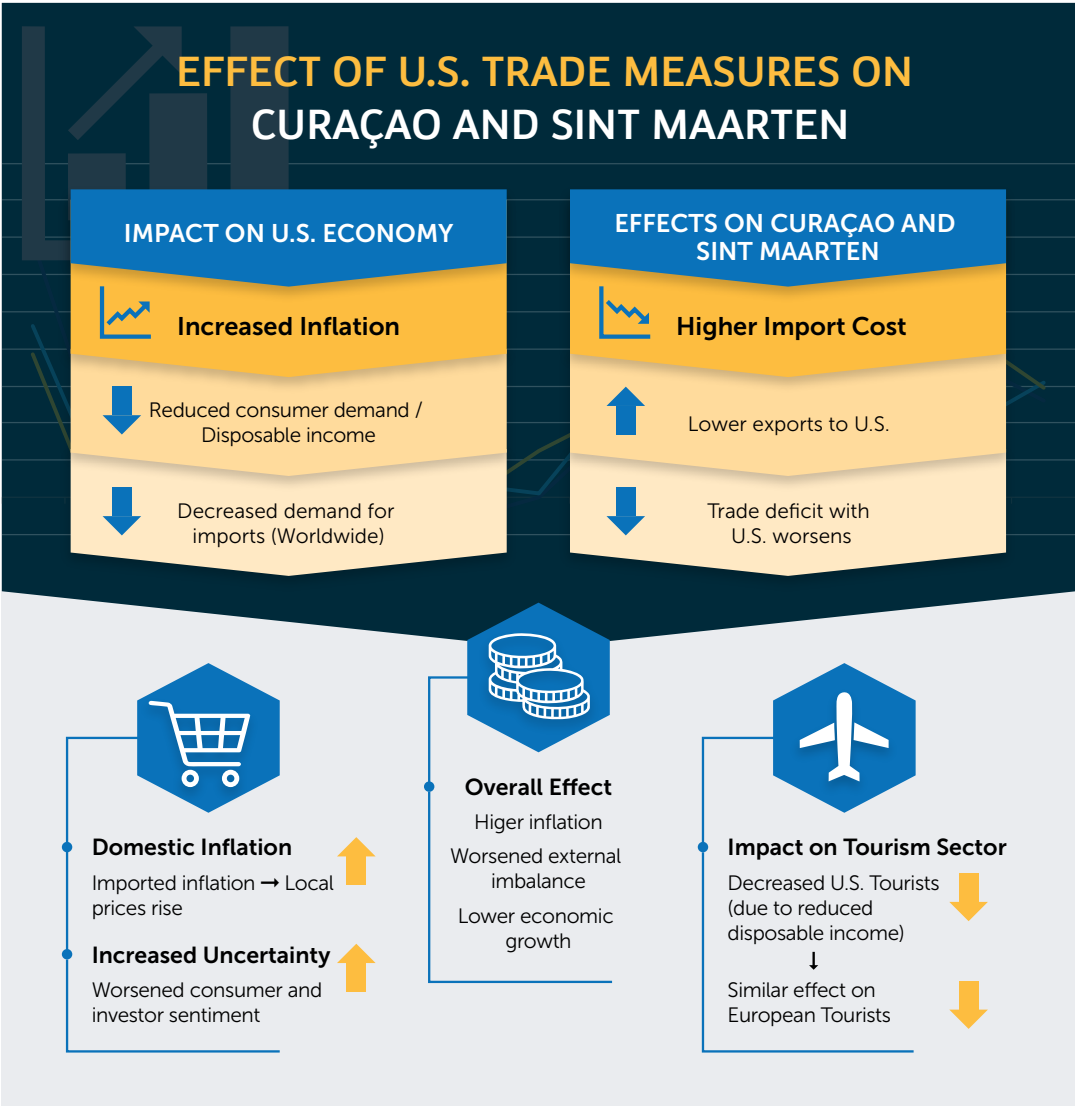 EFFECT OF U.S. TRADE MEASURES ON
CURAÇAO AND SINT MAARTEN
IMPACT ON U.S. ECONOMY
Increased Inflation
Reduced consumer demand /
Disposable income
Decreased demand for
imports (Worldwide)
EFFECTS ON CURAÇAO AND
SINT MAARTEN
Higher Import Cost
Lower exports to U.S.
Trade deficit with
U.S. worsens
Domestic Inflation
Imported inflation → Local
prices rise
Increased Uncertainty
Worsened consumer and
investor sentiment
Overall Effect
Higer inflation
Worsened external
imbalance
Lower economic
growth
Impact on Tourism Sector
Decreased U.S. Tourists
(due to reduced
disposable income)
↓
Similar effect on
European Tourists